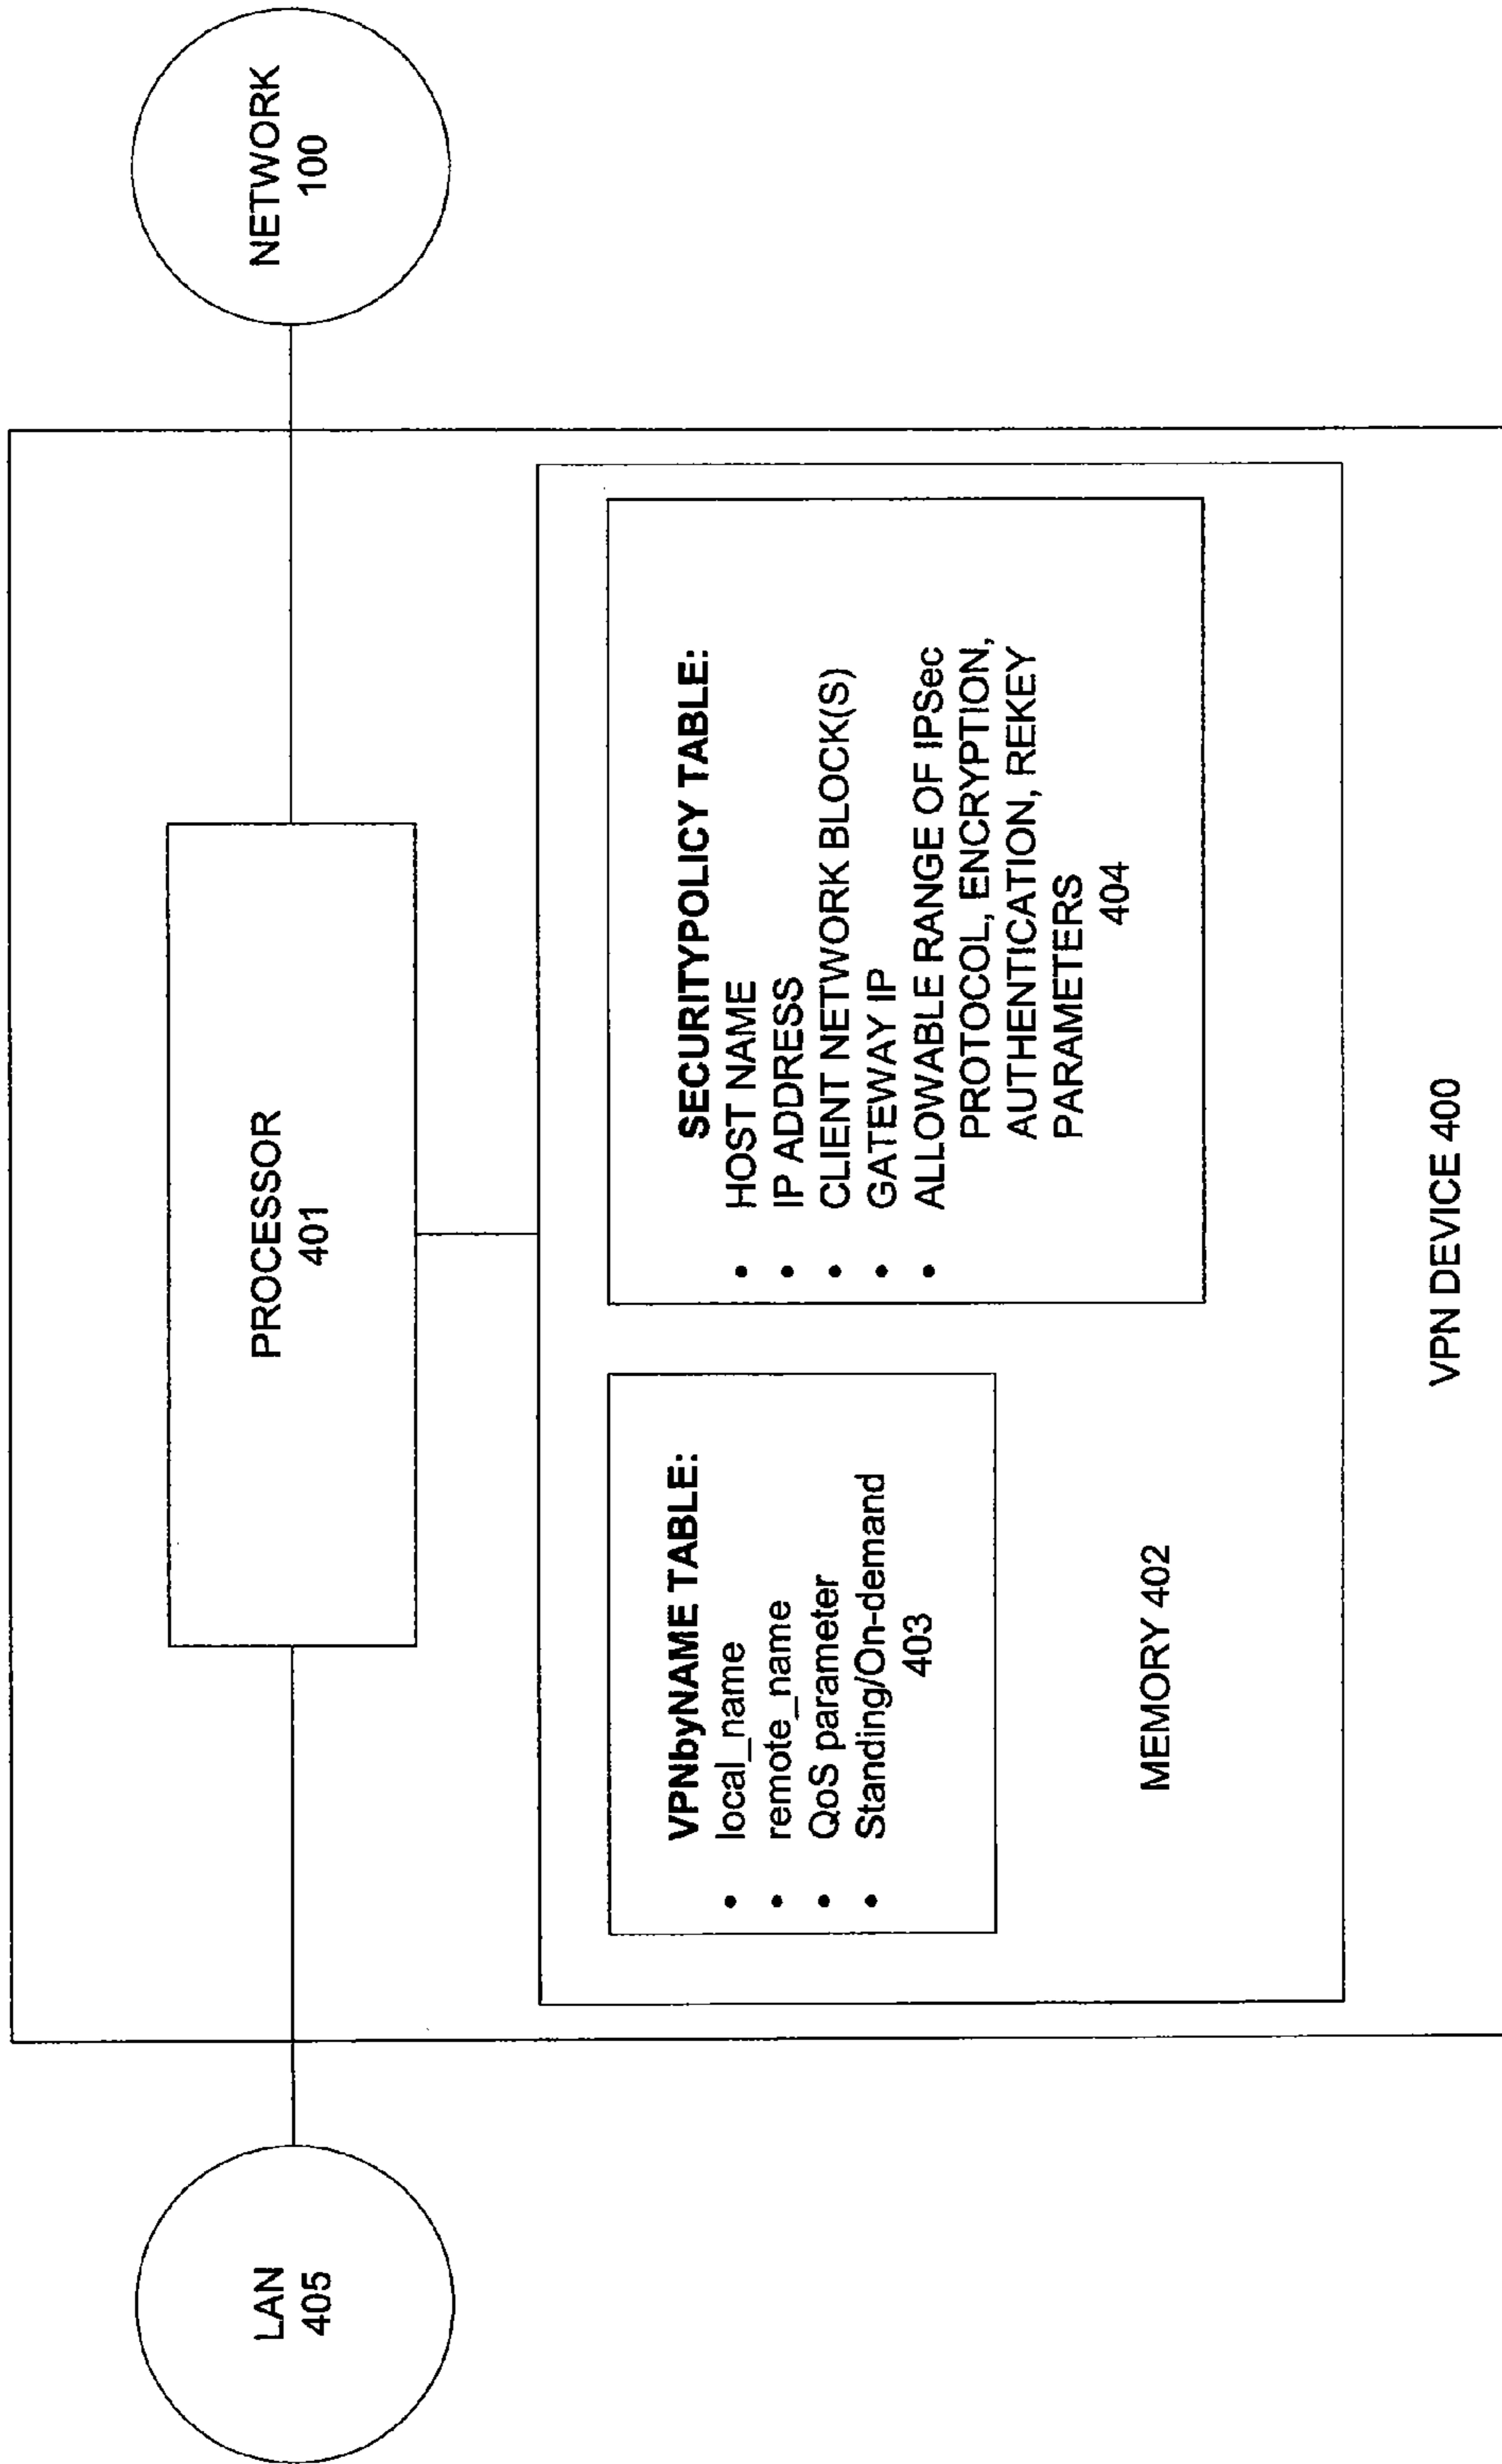 LAN
405
PROCESSOR
401
NETWORK
100
VPNbyNAME TABLE:
• local_name
• remote_name
• QoS parameter
• Standing/On-demand
403
SECURITYPOLICY TABLE:
• HOST NAME
• IP ADDRESS
• CLIENT NETWORK BLOCK(S)
• GATEWAY IP
• ALLOWABLE RANGE OF IPSec
PROTOCOL, ENCRYPTION,
AUTHENTICATION, REKEY
PARAMETERS
404
MEMORY 402
VPN DEVICE 400